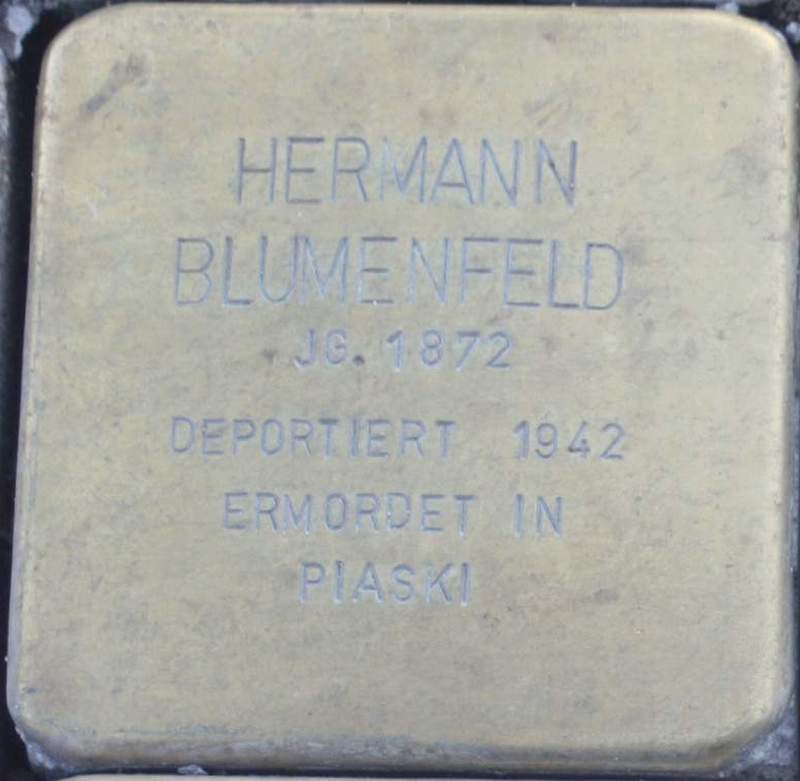 HERMANN
BLUMENFELD
JG. 1872
DEPORTIERT 1942
ERMORDET IN
PIASKI